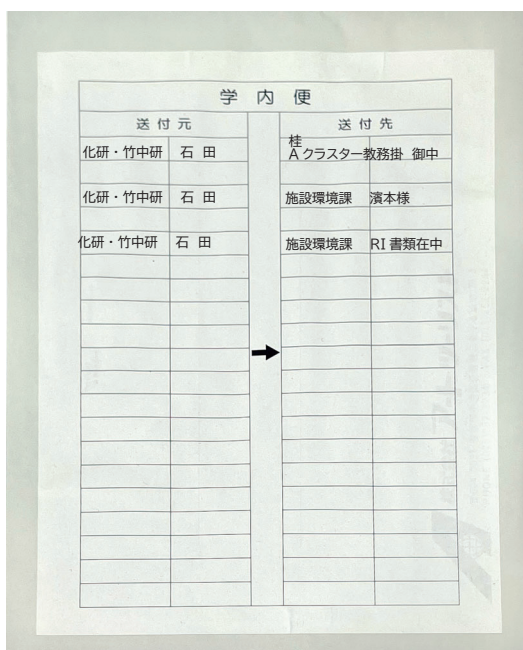 学内便
送付元 送付先
桂
化研・竹中研 石田 Aクラスター教務掛 御中
化研・竹中研 石田 施設環境課 濱本様
化研・竹中研 石田 施設環境課 RI書類在中